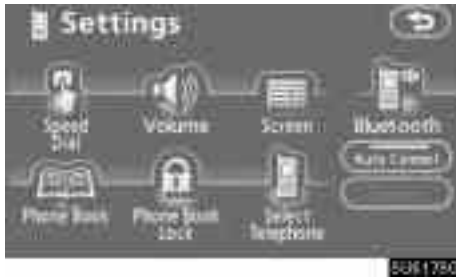 Settings
Speed
Dial
Volume
Screen
Bluetooth
Auto Connect
Phone Book
Phone Book
Lock
Select
Telephone